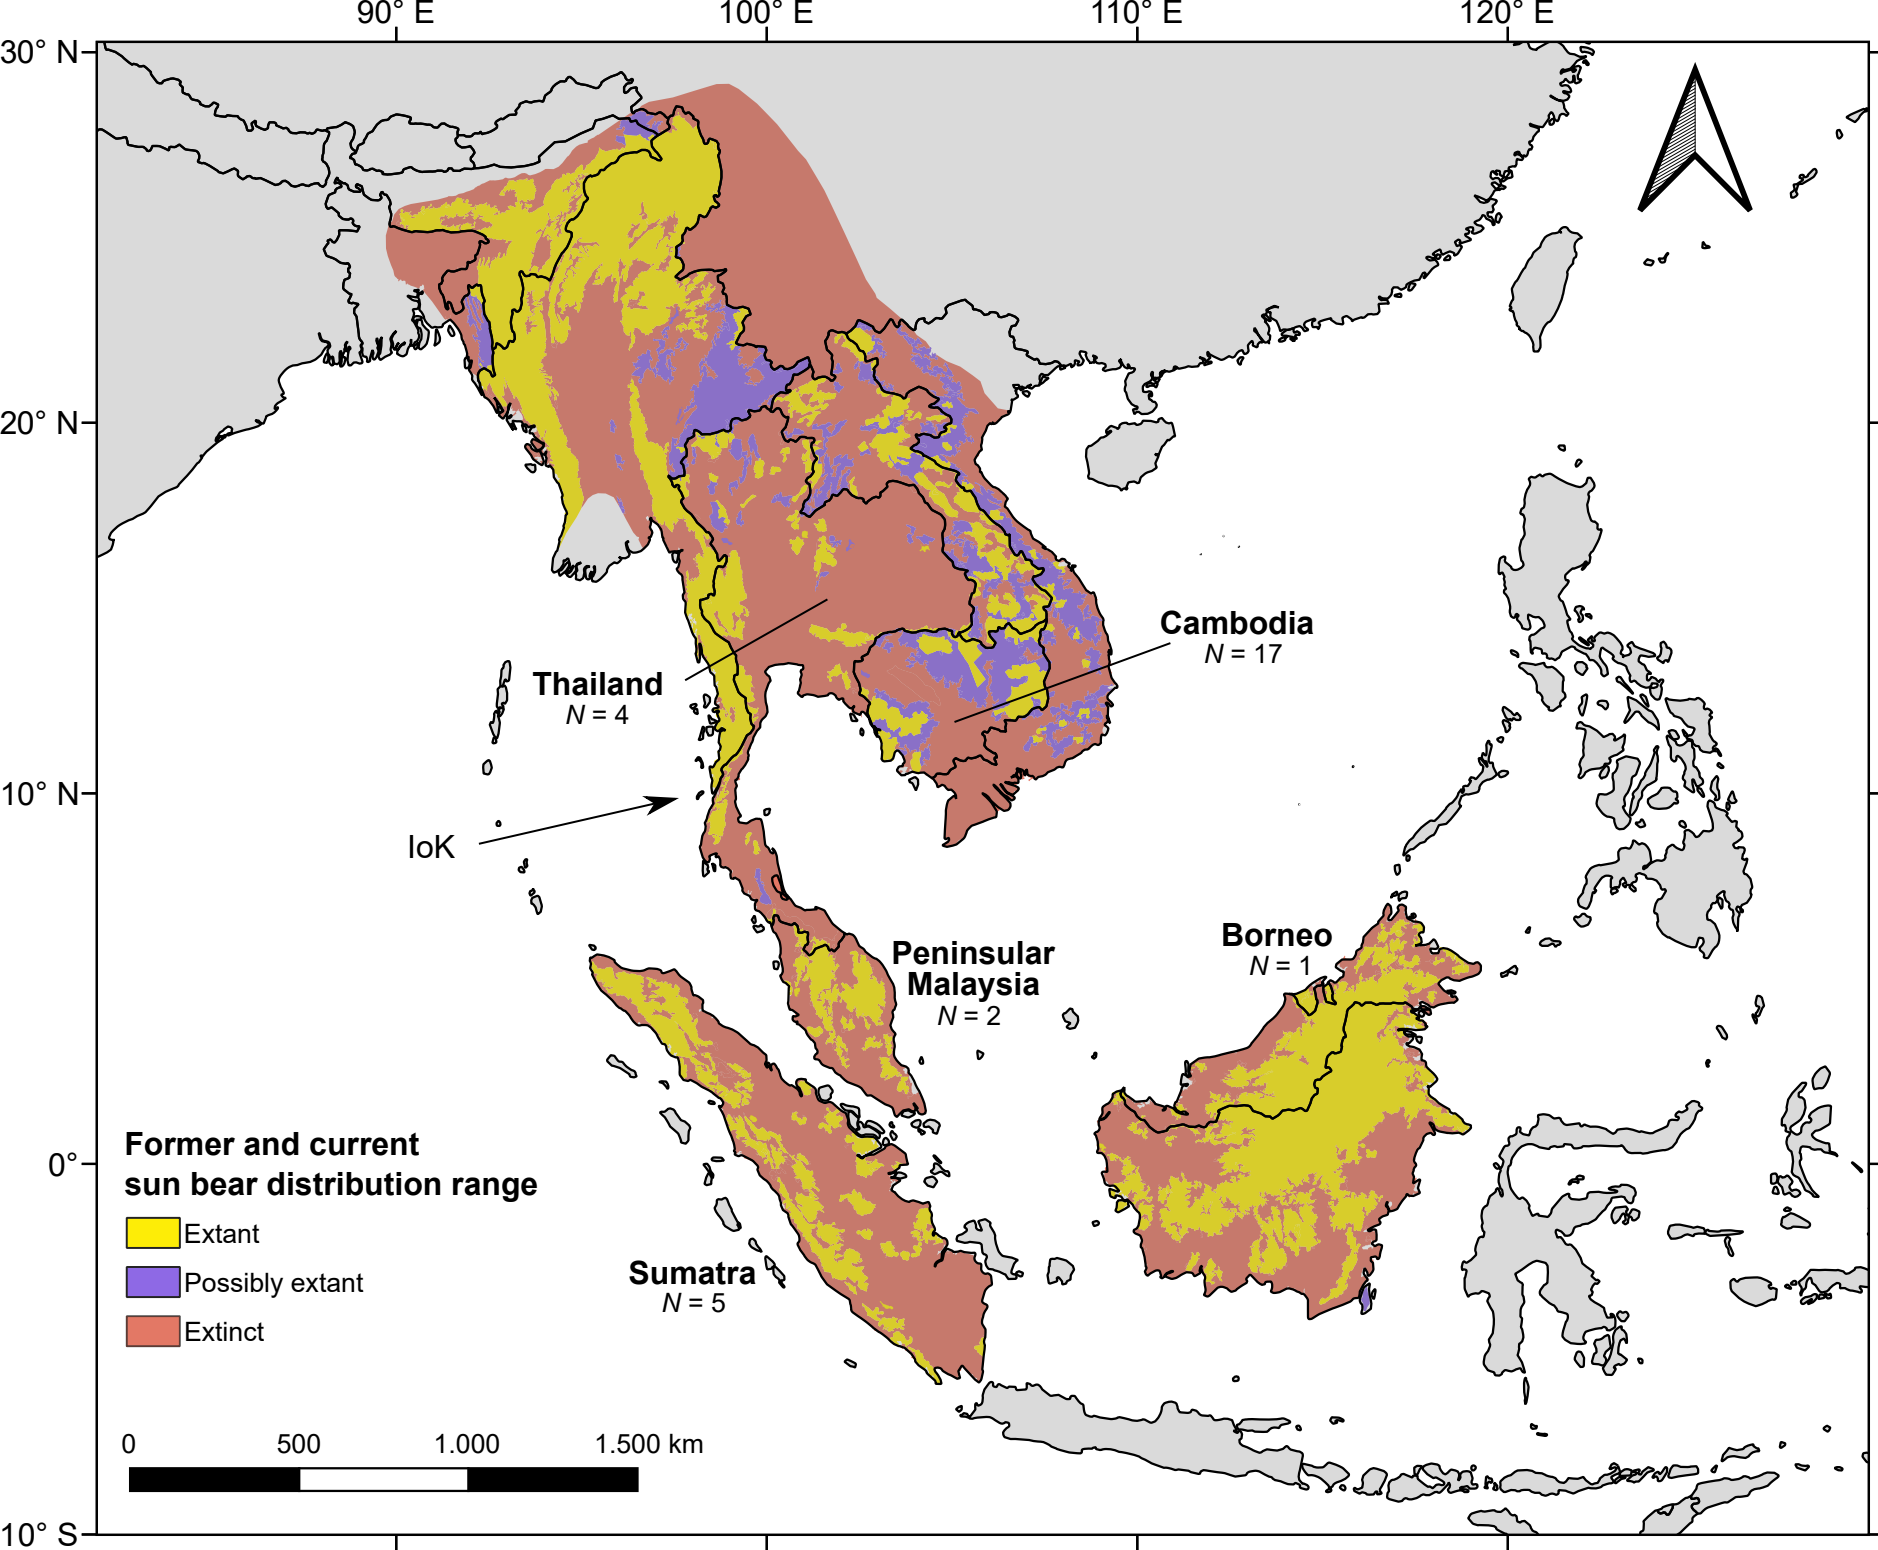 90° E
100° E
110° E
120° E
30° N
20° N
10° N
0°
10° S
Cambodia
N = 17
Thailand
N = 4
IoK
Peninsular
Malaysia
N = 2
Borneo
N = 1
Sumatra
N = 5
Former and current
sun bear distribution range
Extant
Possibly extant
Extinct
0 500 1.000 1.500 km